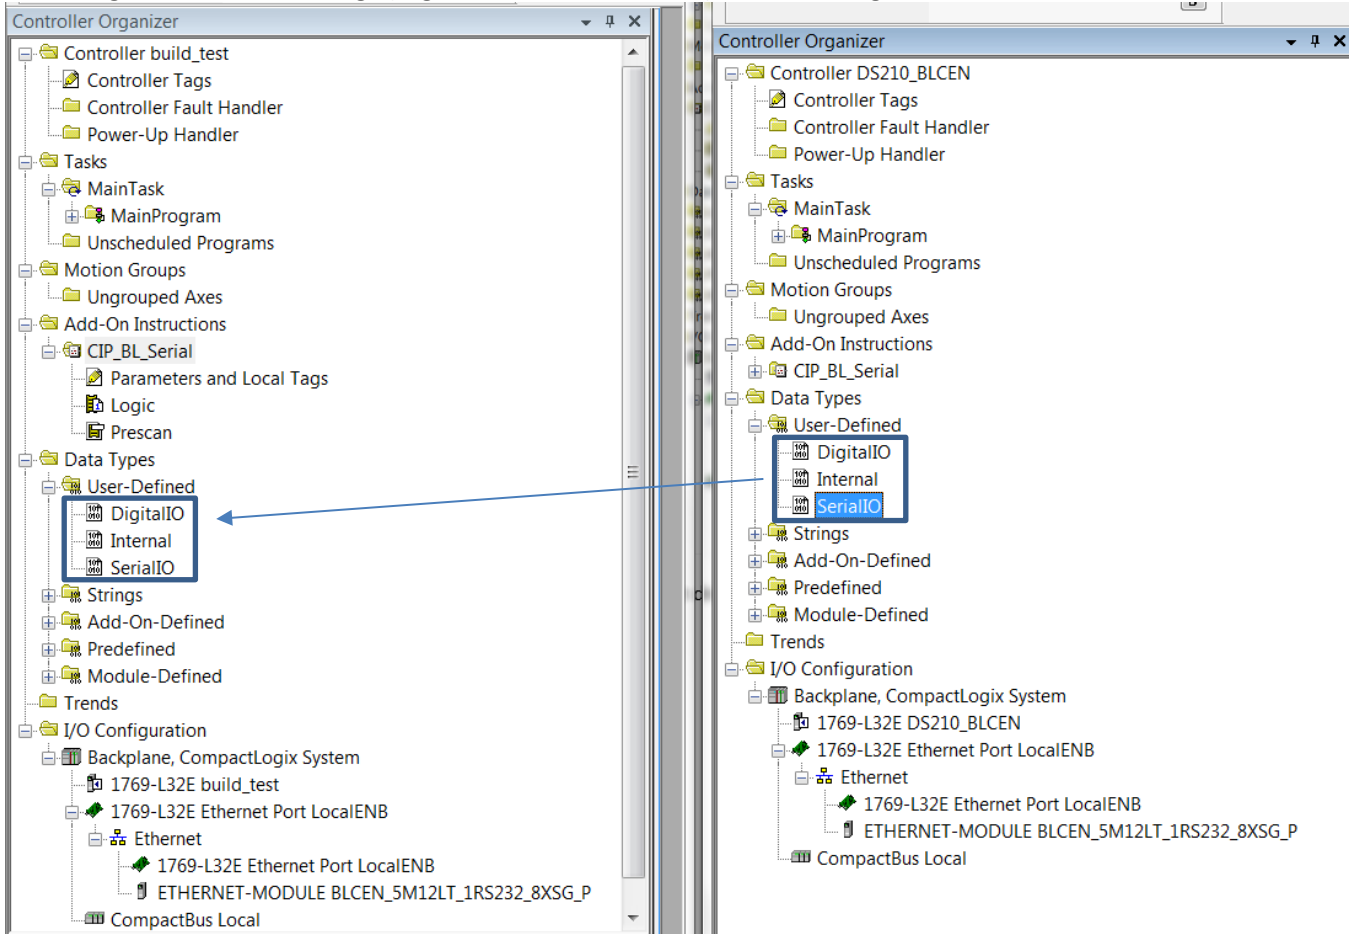 Controller Organizer
Controller build_test
Controller Tags
Controller Fault Handler
Power-Up Handler
Tasks
MainTask
MainProgram
Unscheduled Programs
Motion Groups
Ungrouped Axes
Add-On Instructions
CIP_BL_Serial
Parameters and Local Tags
Logic
Prescan
Data Types
User-Defined
DigitalIO
Internal
SerialIO
Strings
Add-On-Defined
Predefined
Module-Defined
Trends
I/O Configuration
Backplane, CompactLogix System
1769-L32E build_test
1769-L32E Ethernet Port LocalENB
Ethernet
1769-L32E Ethernet Port LocalENB
ETHERNET-MODULE BLCEN_5M12LT_1RS232_8XSG_P
CompactBus Local
Controller Organizer
Controller DS210_BLCEN
Controller Tags
Controller Fault Handler
Power-Up Handler
Tasks
MainTask
MainProgram
Unscheduled Programs
Motion Groups
Ungrouped Axes
Add-On Instructions
CIP_BL_Serial
Data Types
User-Defined
DigitalIO
Internal
SerialIO
Strings
Add-On-Defined
Predefined
Module-Defined
Trends
I/O Configuration
Backplane, CompactLogix System
1769-L32E DS210_BLCEN
1769-L32E Ethernet Port LocalENB
Ethernet
1769-L32E Ethernet Port LocalENB
ETHERNET-MODULE BLCEN_5M12LT_1RS232_8XSG_P
CompactBus Local